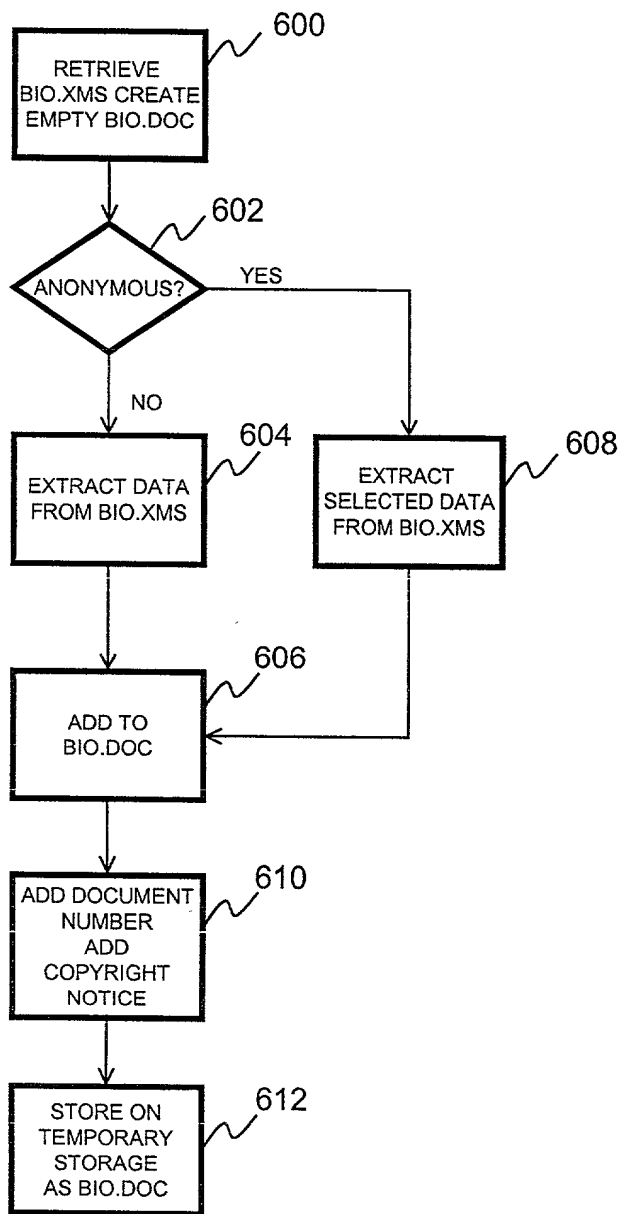 600
RETRIEVE
BIO.XMS CREATE
EMPTY BIO.DOC
602
ANONYMOUS?
YES
NO
604
EXTRACT DATA
FROM BIO.XMS
608
EXTRACT
SELECTED DATA
FROM BIO.XMS
606
ADD TO
BIO.DOC
610
ADD DOCUMENT
NUMBER
ADD
COPYRIGHT
NOTICE
612
STORE ON
TEMPORARY
STORAGE
AS BIO.DOC